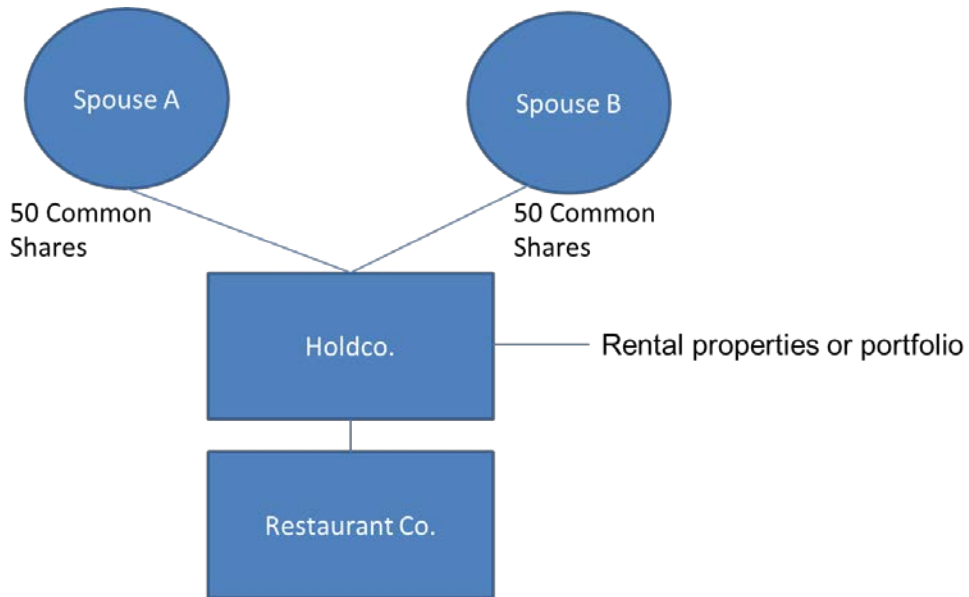 Spouse A
Spouse B
50 Common
Shares
50 Common
Shares
Holdco.
Rental properties or portfolio
Restaurant Co.